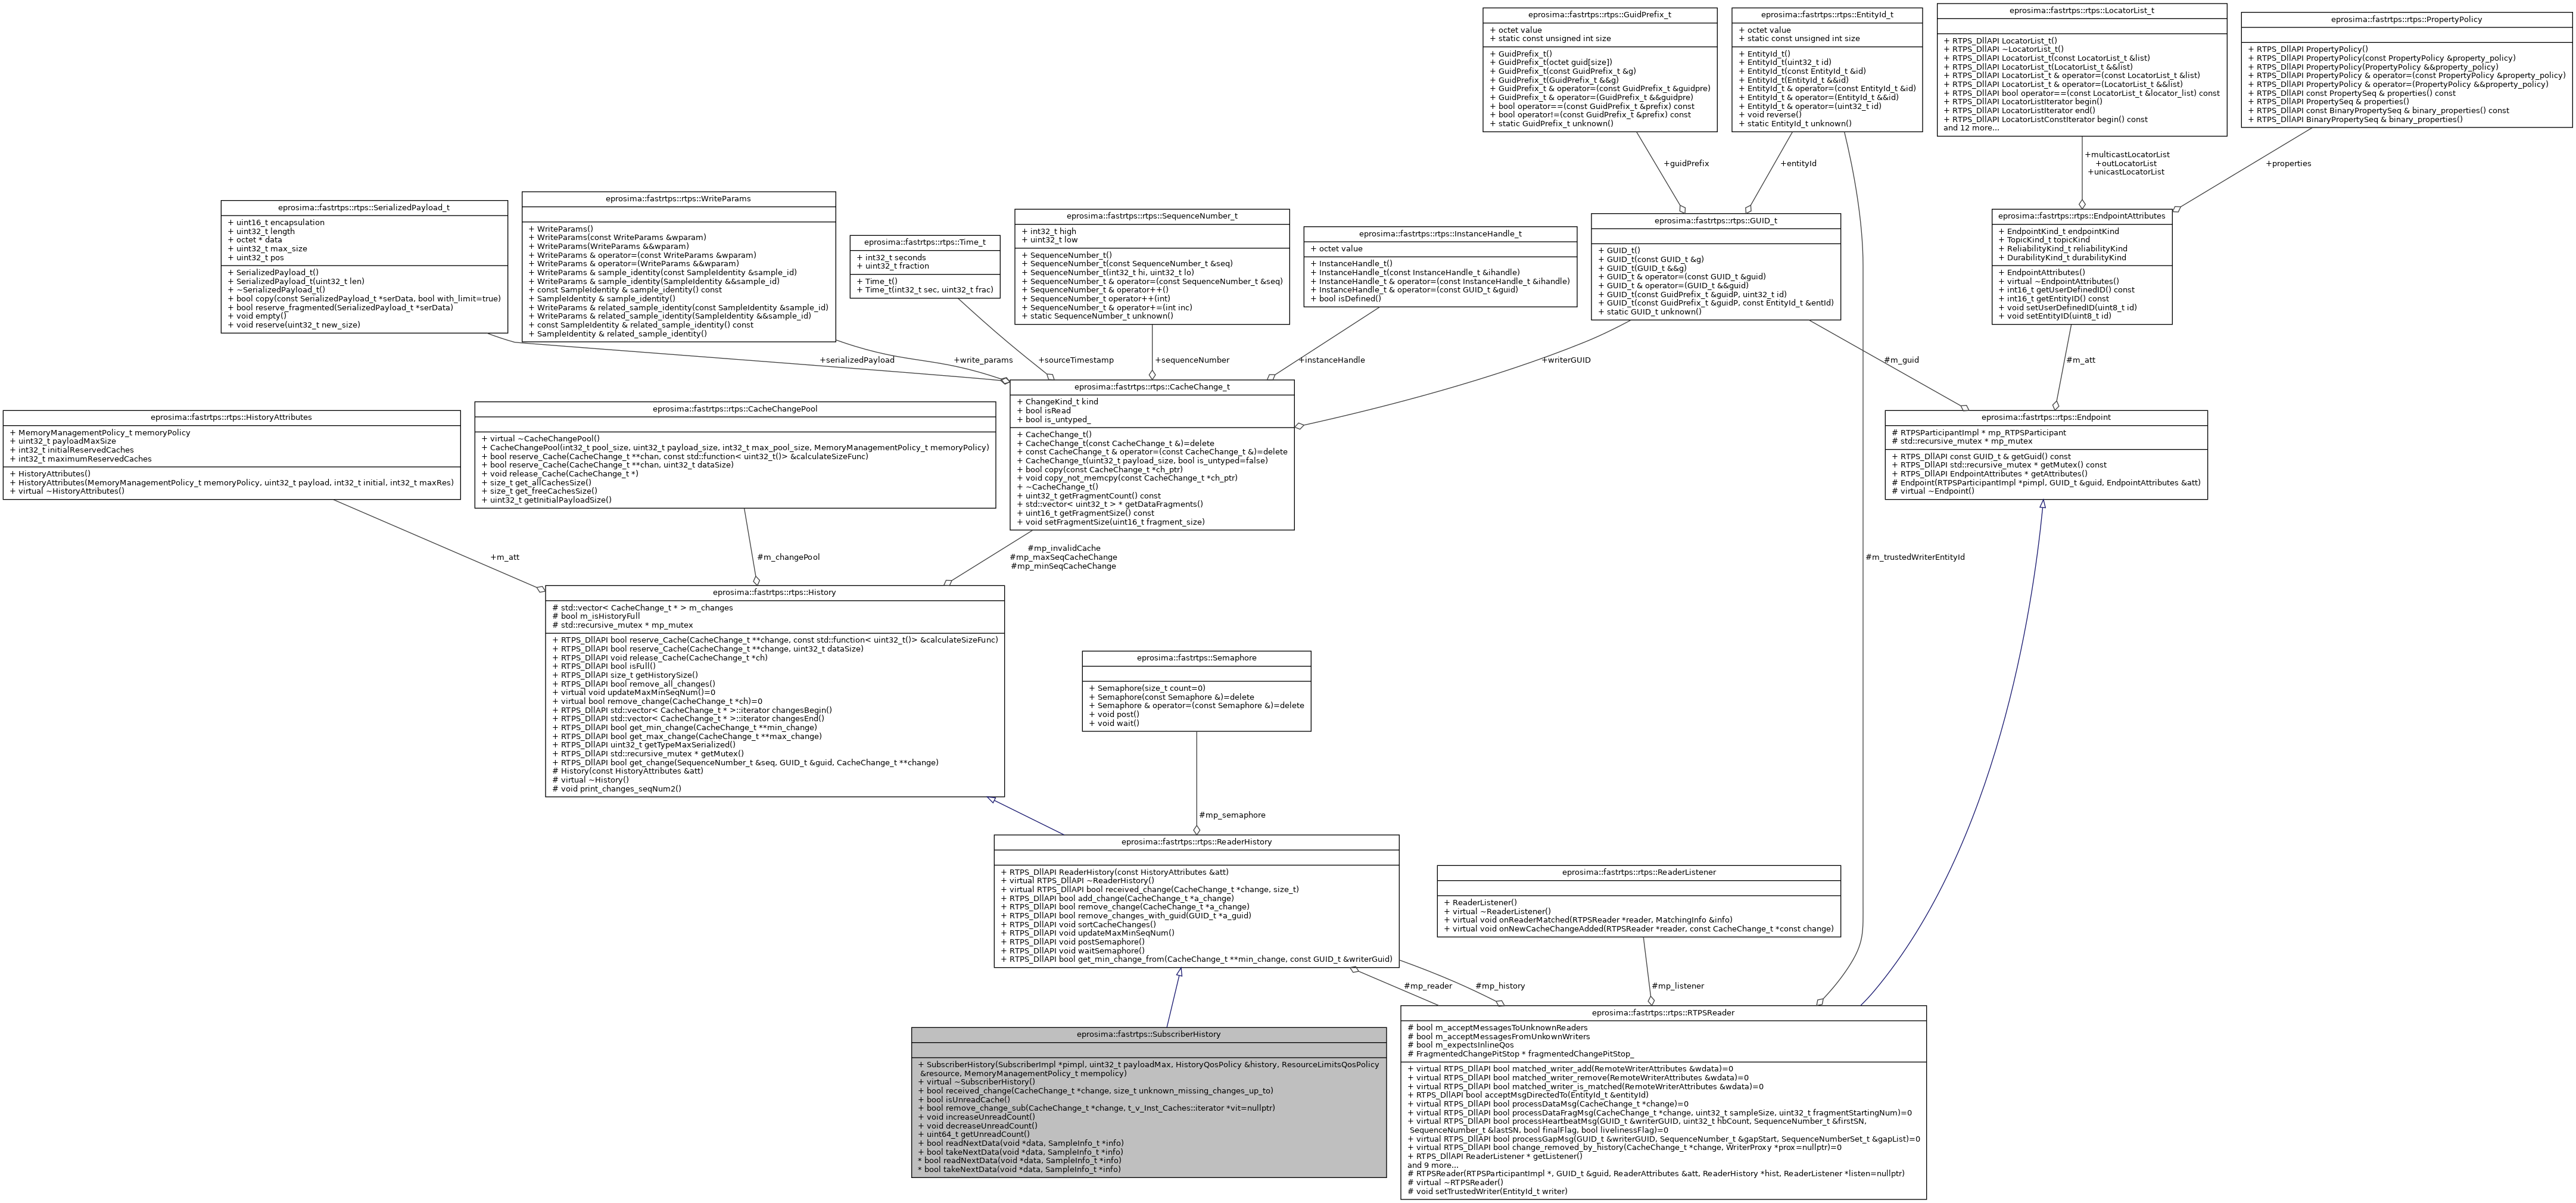 eprosima::fastrtps::rtps::GuidPrefix_t
+ octet value
+ static const unsigned int size
+ GuidPrefix_t()
+ GuidPrefix_t(octet guid[size])
+ GuidPrefix_t(const GuidPrefix_t &g)
+ GuidPrefix_t(GuidPrefix_t &&g)
+ GuidPrefix_t & operator=(const GuidPrefix_t &guidpre)
+ GuidPrefix_t & operator=(GuidPrefix_t &&guidpre)
+ bool operator==(const GuidPrefix_t &prefix) const
+ bool operator!=(const GuidPrefix_t &prefix) const
+ static GuidPrefix_t unknown()
eprosima::fastrtps::rtps::EntityId_t
+ octet value
+ static const unsigned int size
+ EntityId_t()
+ EntityId_t(uint32_t id)
+ EntityId_t(const EntityId_t &id)
+ EntityId_t(EntityId_t &&id)
+ EntityId_t & operator=(const EntityId_t &id)
+ EntityId_t & operator=(EntityId_t &&id)
+ EntityId_t & operator=(uint32_t id)
+ void reverse()
+ static EntityId_t unknown()
eprosima::fastrtps::rtps::LocatorList_t
+ RTPS_DllAPI LocatorList_t()
+ RTPS_DllAPI ~LocatorList_t()
+ RTPS_DllAPI LocatorList_t(const LocatorList_t &list)
+ RTPS_DllAPI LocatorList_t(LocatorList_t &&list)
+ RTPS_DllAPI LocatorList_t & operator=(const LocatorList_t &list)
+ RTPS_DllAPI LocatorList_t & operator=(LocatorList_t &&list)
+ RTPS_DllAPI bool operator==(const LocatorList_t &locator_list) const
+ RTPS_DllAPI LocatorListIterator begin()
+ RTPS_DllAPI LocatorListIterator end()
+ RTPS_DllAPI LocatorListConstIterator begin() const
and 12 more...
eprosima::fastrtps::rtps::PropertyPolicy
+ RTPS_DllAPI PropertyPolicy()
+ RTPS_DllAPI PropertyPolicy(const PropertyPolicy &property_policy)
+ RTPS_DllAPI PropertyPolicy(PropertyPolicy &&property_policy)
+ RTPS_DllAPI PropertyPolicy & operator=(const PropertyPolicy &property_policy)
+ RTPS_DllAPI PropertyPolicy & operator=(PropertyPolicy &&property_policy)
+ RTPS_DllAPI const PropertySeq & properties() const
+ RTPS_DllAPI PropertySeq & properties()
+ RTPS_DllAPI const BinaryPropertySeq & binary_properties() const
+ RTPS_DllAPI BinaryPropertySeq & binary_properties()
+guidPrefix
+entityId
+multicastLocatorList
+outLocatorList
+unicastLocatorList
+properties
eprosima::fastrtps::rtps::SerializedPayload_t
+ uint16_t encapsulation
+ uint32_t length
+ octet * data
+ uint32_t max_size
+ uint32_t pos
+ SerializedPayload_t()
+ SerializedPayload_t(uint32_t len)
+ ~SerializedPayload_t()
+ bool copy(const SerializedPayload_t *serData, bool with_limit=true)
+ bool reserve_fragmented(SerializedPayload_t *serData)
+ void empty()
+ void reserve(uint32_t new_size)
eprosima::fastrtps::rtps::WriteParams
+ WriteParams()
+ WriteParams(const WriteParams &wparam)
+ WriteParams(WriteParams &&wparam)
+ WriteParams & operator=(const WriteParams &wparam)
+ WriteParams & operator=(WriteParams &&wparam)
+ WriteParams & sample_identity(const SampleIdentity &sample_id)
+ WriteParams & sample_identity(SampleIdentity &&sample_id)
+ const SampleIdentity & sample_identity() const
+ SampleIdentity & sample_identity()
+ WriteParams & related_sample_identity(const SampleIdentity &sample_id)
+ WriteParams & related_sample_identity(SampleIdentity &&sample_id)
+ const SampleIdentity & related_sample_identity() const
+ SampleIdentity & related_sample_identity()
eprosima::fastrtps::rtps::Time_t
+ int32_t seconds
+ uint32_t fraction
+ Time_t()
+ Time_t(int32_t sec, uint32_t frac)
eprosima::fastrtps::rtps::SequenceNumber_t
+ int32_t high
+ uint32_t low
+ SequenceNumber_t()
+ SequenceNumber_t(const SequenceNumber_t &seq)
+ SequenceNumber_t(int32_t hi, uint32_t lo)
+ SequenceNumber_t & operator=(const SequenceNumber_t &seq)
+ SequenceNumber_t & operator++()
+ SequenceNumber_t operator++(int)
+ SequenceNumber_t & operator+=(int inc)
+ static SequenceNumber_t unknown()
eprosima::fastrtps::rtps::InstanceHandle_t
+ octet value
+ InstanceHandle_t()
+ InstanceHandle_t(const InstanceHandle_t &ihandle)
+ InstanceHandle_t & operator=(const InstanceHandle_t &ihandle)
+ InstanceHandle_t & operator=(const GUID_t &guid)
+ bool isDefined()
eprosima::fastrtps::rtps::GUID_t
+ GUID_t()
+ GUID_t(const GUID_t &g)
+ GUID_t(GUID_t &&g)
+ GUID_t & operator=(const GUID_t &guid)
+ GUID_t & operator=(GUID_t &&guid)
+ GUID_t(const GuidPrefix_t &guidP, uint32_t id)
+ GUID_t(const GuidPrefix_t &guidP, const EntityId_t &entId)
+ static GUID_t unknown()
eprosima::fastrtps::rtps::EndpointAttributes
+ EndpointKind_t endpointKind
+ TopicKind_t topicKind
+ ReliabilityKind_t reliabilityKind
+ DurabilityKind_t durabilityKind
+ EndpointAttributes()
+ virtual ~EndpointAttributes()
+ int16_t getUserDefinedID() const
+ int16_t getEntityID() const
+ void setUserDefinedID(uint8_t id)
+ void setEntityID(uint8_t id)
+serializedPayload
+write_params
+sourceTimestamp
+sequenceNumber
+instanceHandle
+writerGUID
#m_guid
#m_att
eprosima::fastrtps::rtps::HistoryAttributes
+ MemoryManagementPolicy_t memoryPolicy
+ uint32_t payloadMaxSize
+ int32_t initialReservedCaches
+ int32_t maximumReservedCaches
+ HistoryAttributes()
+ HistoryAttributes(MemoryManagementPolicy_t memoryPolicy, uint32_t payload, int32_t initial, int32_t maxRes)
+ virtual ~HistoryAttributes()
eprosima::fastrtps::rtps::CacheChangePool
+ virtual ~CacheChangePool()
+ CacheChangePool(int32_t pool_size, uint32_t payload_size, int32_t max_pool_size, MemoryManagementPolicy_t memoryPolicy)
+ bool reserve_Cache(CacheChange_t **chan, const std::function< uint32_t()> &calculateSizeFunc)
+ bool reserve_Cache(CacheChange_t **chan, uint32_t dataSize)
+ void release_Cache(CacheChange_t *)
+ size_t get_allCachesSize()
+ size_t get_freeCachesSize()
+ uint32_t getInitialPayloadSize()
eprosima::fastrtps::rtps::CacheChange_t
+ ChangeKind_t kind
+ bool isRead
+ bool is_untyped_
+ CacheChange_t()
+ CacheChange_t(const CacheChange_t &)=delete
+ const CacheChange_t & operator=(const CacheChange_t &)=delete
+ CacheChange_t(uint32_t payload_size, bool is_untyped=false)
+ bool copy(const CacheChange_t *ch_ptr)
+ void copy_not_memcpy(const CacheChange_t *ch_ptr)
+ ~CacheChange_t()
+ uint32_t getFragmentCount() const
+ std::vector< uint32_t > * getDataFragments()
+ uint16_t getFragmentSize() const
+ void setFragmentSize(uint16_t fragment_size)
eprosima::fastrtps::rtps::Endpoint
# RTPSParticipantImpl * mp_RTPSParticipant
# std::recursive_mutex * mp_mutex
+ RTPS_DllAPI const GUID_t & getGuid() const
+ RTPS_DllAPI std::recursive_mutex * getMutex() const
+ RTPS_DllAPI EndpointAttributes * getAttributes()
# Endpoint(RTPSParticipantImpl *pimpl, GUID_t &guid, EndpointAttributes &att)
# virtual ~Endpoint()
+m_att
#m_changePool
#mp_invalidCache
#mp_maxSeqCacheChange
#mp_minSeqCacheChange
#m_trustedWriterEntityId
eprosima::fastrtps::rtps::History
# std::vector< CacheChange_t * > m_changes
# bool m_isHistoryFull
# std::recursive_mutex * mp_mutex
+ RTPS_DllAPI bool reserve_Cache(CacheChange_t **change, const std::function< uint32_t()> &calculateSizeFunc)
+ RTPS_DllAPI bool reserve_Cache(CacheChange_t **change, uint32_t dataSize)
+ RTPS_DllAPI void release_Cache(CacheChange_t *ch)
+ RTPS_DllAPI bool isFull()
+ RTPS_DllAPI size_t getHistorySize()
+ RTPS_DllAPI bool remove_all_changes()
+ virtual void updateMaxMinSeqNum()=0
+ virtual bool remove_change(CacheChange_t *ch)=0
+ RTPS_DllAPI std::vector< CacheChange_t * >::iterator changesBegin()
+ RTPS_DllAPI std::vector< CacheChange_t * >::iterator changesEnd()
+ RTPS_DllAPI bool get_min_change(CacheChange_t **min_change)
+ RTPS_DllAPI bool get_max_change(CacheChange_t **max_change)
+ RTPS_DllAPI uint32_t getTypeMaxSerialized()
+ RTPS_DllAPI std::recursive_mutex * getMutex()
+ RTPS_DllAPI bool get_change(SequenceNumber_t &seq, GUID_t &guid, CacheChange_t **change)
# History(const HistoryAttributes &att)
# virtual ~History()
# void print_changes_seqNum2()
eprosima::fastrtps::Semaphore
+ Semaphore(size_t count=0)
+ Semaphore(const Semaphore &)=delete
+ Semaphore & operator=(const Semaphore &)=delete
+ void post()
+ void wait()
#mp_semaphore
eprosima::fastrtps::rtps::ReaderHistory
+ RTPS_DllAPI ReaderHistory(const HistoryAttributes &att)
+ virtual RTPS_DllAPI ~ReaderHistory()
+ virtual RTPS_DllAPI bool received_change(CacheChange_t *change, size_t)
+ RTPS_DllAPI bool add_change(CacheChange_t *a_change)
+ RTPS_DllAPI bool remove_change(CacheChange_t *a_change)
+ RTPS_DllAPI bool remove_changes_with_guid(GUID_t *a_guid)
+ RTPS_DllAPI void sortCacheChanges()
+ RTPS_DllAPI void updateMaxMinSeqNum()
+ RTPS_DllAPI void postSemaphore()
+ RTPS_DllAPI void waitSemaphore()
+ RTPS_DllAPI bool get_min_change_from(CacheChange_t **min_change, const GUID_t &writerGuid)
eprosima::fastrtps::rtps::ReaderListener
+ ReaderListener()
+ virtual ~ReaderListener()
+ virtual void onReaderMatched(RTPSReader *reader, MatchingInfo &info)
+ virtual void onNewCacheChangeAdded(RTPSReader *reader, const CacheChange_t *const change)
#mp_reader
#mp_history
#mp_listener
eprosima::fastrtps::SubscriberHistory
+ SubscriberHistory(SubscriberImpl *pimpl, uint32_t payloadMax, HistoryQosPolicy &history, ResourceLimitsQosPolicy
&resource, MemoryManagementPolicy_t mempolicy)
+ virtual ~SubscriberHistory()
+ bool received_change(CacheChange_t *change, size_t unknown_missing_changes_up_to)
+ bool isUnreadCache()
+ bool remove_change_sub(CacheChange_t *change, t_v_Inst_Caches::iterator *vit=nullptr)
+ void increaseUnreadCount()
+ void decreaseUnreadCount()
+ uint64_t getUnreadCount()
+ bool readNextData(void *data, SampleInfo_t *info)
+ bool takeNextData(void *data, SampleInfo_t *info)
* bool readNextData(void *data, SampleInfo_t *info)
* bool takeNextData(void *data, SampleInfo_t *info)
eprosima::fastrtps::rtps::RTPSReader
# bool m_acceptMessagesToUnknownReaders
# bool m_acceptMessagesFromUnkownWriters
# bool m_expectsInlineQos
# FragmentedChangePitStop * fragmentedChangePitStop_
+ virtual RTPS_DllAPI bool matched_writer_add(RemoteWriterAttributes &wdata)=0
+ virtual RTPS_DllAPI bool matched_writer_remove(RemoteWriterAttributes &wdata)=0
+ virtual RTPS_DllAPI bool matched_writer_is_matched(RemoteWriterAttributes &wdata)=0
+ RTPS_DllAPI bool acceptMsgDirectedTo(EntityId_t &entityId)
+ virtual RTPS_DllAPI bool processDataMsg(CacheChange_t *change)=0
+ virtual RTPS_DllAPI bool processDataFragMsg(CacheChange_t *change, uint32_t sampleSize, uint32_t fragmentStartingNum)=0
+ virtual RTPS_DllAPI bool processHeartbeatMsg(GUID_t &writerGUID, uint32_t hbCount, SequenceNumber_t &firstSN,
SequenceNumber_t &lastSN, bool finalFlag, bool livelinessFlag)=0
+ virtual RTPS_DllAPI bool processGapMsg(GUID_t &writerGUID, SequenceNumber_t &gapStart, SequenceNumberSet_t &gapList)=0
+ virtual RTPS_DllAPI bool change_removed_by_history(CacheChange_t *change, WriterProxy *prox=nullptr)=0
+ RTPS_DllAPI ReaderListener * getListener()
and 9 more...
# RTPSReader(RTPSParticipantImpl *, GUID_t &guid, ReaderAttributes &att, ReaderHistory *hist, ReaderListener *listen=nullptr)
# virtual ~RTPSReader()
# void setTrustedWriter(EntityId_t writer)